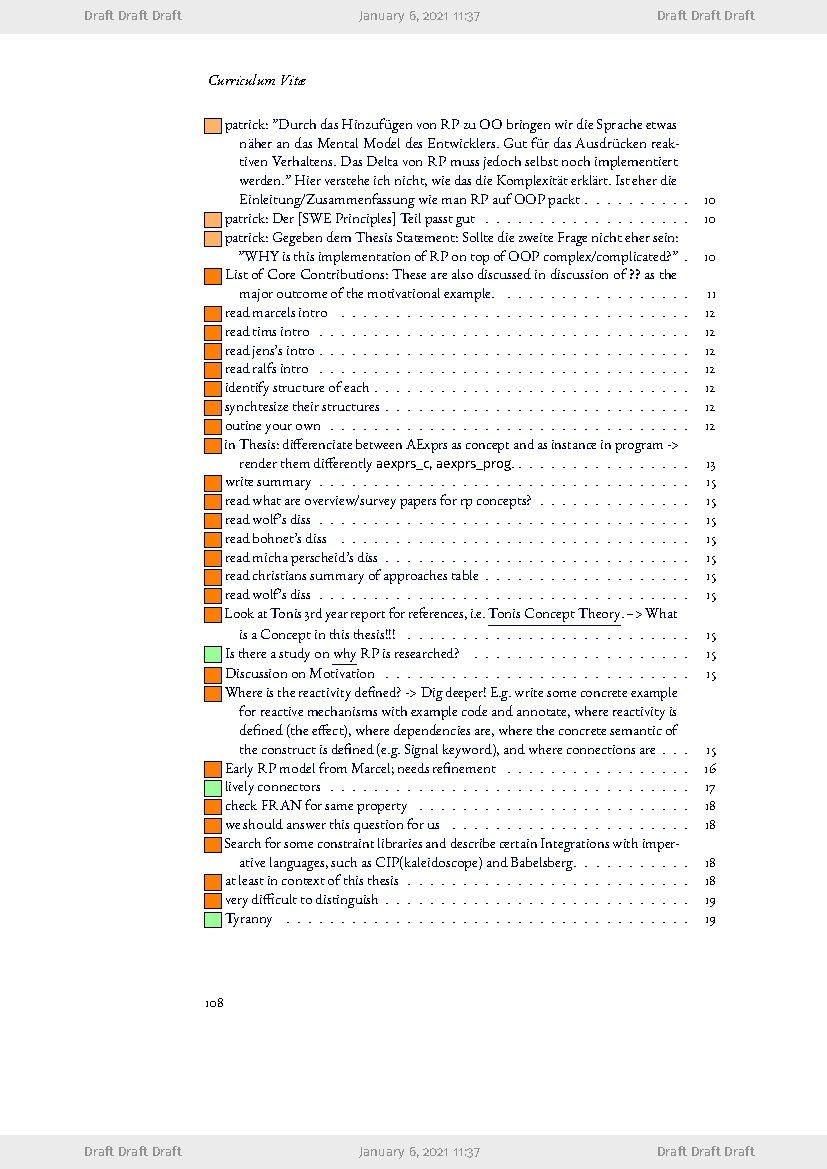 Draft Draft Draft January 6, 2021 11:37 Draft Draft Draft
Curriculum Vitæ
patrick: ”Durch das Hinzufügen von RP zu OO bringen wir die Sprache etwas
näher an das Mental Model des Entwicklers. Gut für das Ausdrücken reak-
tiven Verhaltens. Das Delta von RP muss jedoch selbst noch implementiert
werden.” Hier verstehe ich nicht, wie das die Komplexität erklärt. Ist eher die
Einleitung/Zusammenfassung wie man RP auf OOP packt . . . . . . . . . . 10
patrick: Der [SWE Principles] Teil passt gut . . . . . . . . . . . . . . . . . . . 10
patrick: Gegeben dem Thesis Statement: Sollte die zweite Frage nicht eher sein:
”WHY is this implementation of RP on top of OOP complex/complicated?” . 10
List of Core Contributions: These are also discussed in discussion of ?? as the
major outcome of the motivational example. . . . . . . . . . . . . . . . . . 11
read marcels intro . . . . . . . . . . . . . . . . . . . . . . . . . . . . . . . . 12
read tims intro . . . . . . . . . . . . . . . . . . . . . . . . . . . . . . . . . . 12
read jens’s intro . . . . . . . . . . . . . . . . . . . . . . . . . . . . . . . . . . 12
read ralfs intro . . . . . . . . . . . . . . . . . . . . . . . . . . . . . . . . . . 12
identify structure of each . . . . . . . . . . . . . . . . . . . . . . . . . . . . . 12
synchtesize their structures . . . . . . . . . . . . . . . . . . . . . . . . . . . . 12
outine your own . . . . . . . . . . . . . . . . . . . . . . . . . . . . . . . . . 12
in Thesis: differenciate between AExprs as concept and as instance in program ->
render them differently aexprs_c, aexprs_prog. . . . . . . . . . . . . . . . . 13
write summary . . . . . . . . . . . . . . . . . . . . . . . . . . . . . . . . . . 15
read what are overview/survey papers for rp concepts? . . . . . . . . . . . . . . 15
read wolf’s diss . . . . . . . . . . . . . . . . . . . . . . . . . . . . . . . . . . 15
read bohnet’s diss . . . . . . . . . . . . . . . . . . . . . . . . . . . . . . . . 15
read micha perscheid’s diss . . . . . . . . . . . . . . . . . . . . . . . . . . . . 15
read christians summary of approaches table . . . . . . . . . . . . . . . . . . . 15
read wolf’s diss . . . . . . . . . . . . . . . . . . . . . . . . . . . . . . . . . . 15
Look at Tonis 3rd year report for references, i.e. Tonis Concept Theory. –> What
is a Concept in this thesis!!! . . . . . . . . . . . . . . . . . . . . . . . . . . 15
Is there a study on why RP is researched? . . . . . . . . . . . . . . . . . . . . 15
Discussion on Motivation . . . . . . . . . . . . . . . . . . . . . . . . . . . . 15
Where is the reactivity defined? -> Dig deeper! E.g. write some concrete example
for reactive mechanisms with example code and annotate, where reactivity is
defined (the effect), where dependencies are, where the concrete semantic of
the construct is defined (e.g. Signal keyword), and where connections are . . . 15
Early RP model from Marcel; needs refinement . . . . . . . . . . . . . . . . . 16
lively connectors . . . . . . . . . . . . . . . . . . . . . . . . . . . . . . . . . 17
check FRAN for same property . . . . . . . . . . . . . . . . . . . . . . . . . 18
we should answer this question for us . . . . . . . . . . . . . . . . . . . . . . 18
Search for some constraint libraries and describe certain Integrations with imper-
ative languages, such as CIP(kaleidoscope) and Babelsberg. . . . . . . . . . . 18
at least in context of this thesis . . . . . . . . . . . . . . . . . . . . . . . . . . 18
very difficult to distinguish . . . . . . . . . . . . . . . . . . . . . . . . . . . . 19
Tyranny . . . . . . . . . . . . . . . . . . . . . . . . . . . . . . . . . . . . . 19
108
Draft Draft Draft January 6, 2021 11:37 Draft Draft Draft